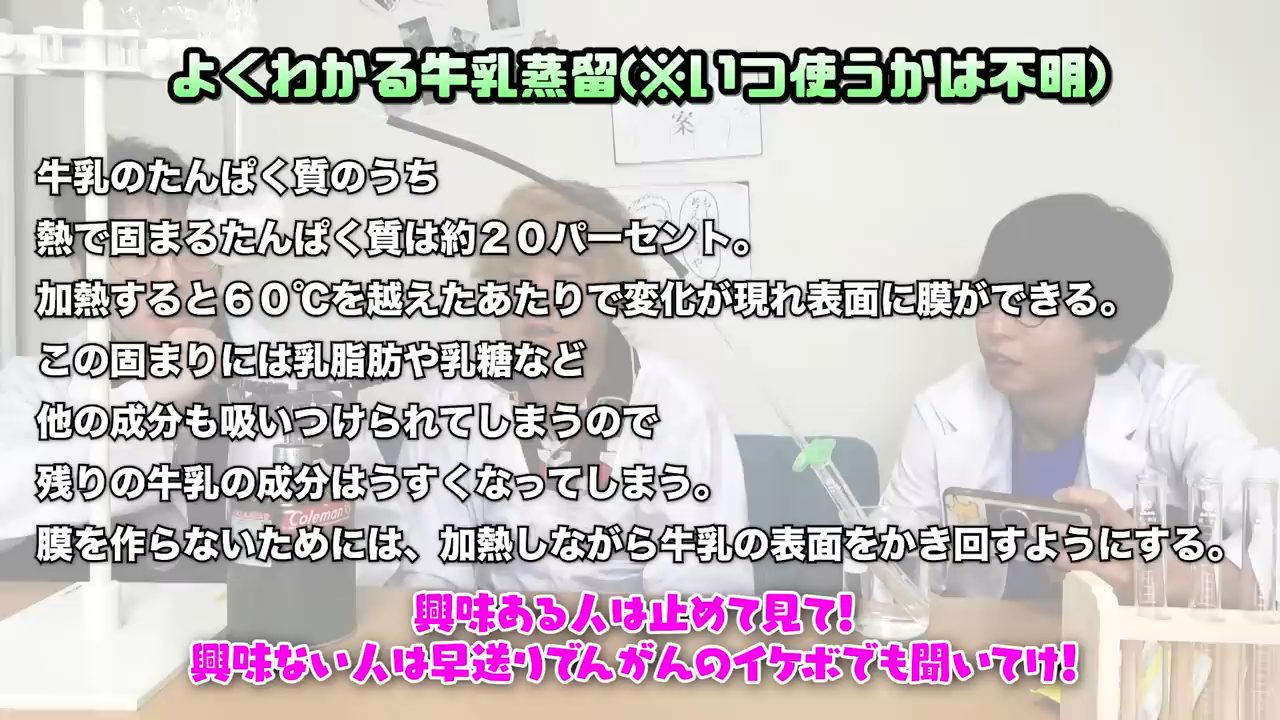 よくわかる牛乳蒸留(※いつ使うかは不明)
案
牛乳のたんぱく質のうち
熱で固まるたんぱく質は約２０パーセント。
加熱すると６０℃を越えたあたりで変化が現れ表面に膜ができる。
この固まりには乳脂肪や乳糖など
他の成分も吸いつけられてしまうので
残りの牛乳の成分はうすくなってしまう。
Coleman
膜を作らないためには、加熱しながら牛乳の表面をかき回すようにする。
興味ある人は止めて見て!
興味ない人は早送りでんがんのイケボでも聞いてけ!